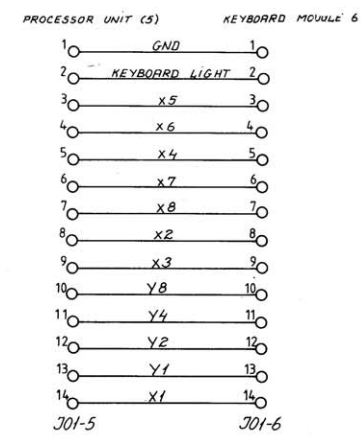 PROCESSOR UNIT (5) KEYBOARD MOUULE 6
1 GND 1
2 KEYBOARD LIGHT 2
3 X5 3
4 X6 4
5 X4 5
6 X7 6
7 X8 7
8 X2 8
9 X3 9
10 Y8 10
11 Y4 11
12 Y2 12
13 Y1 13
14 X1 14
J01-5 J01-6